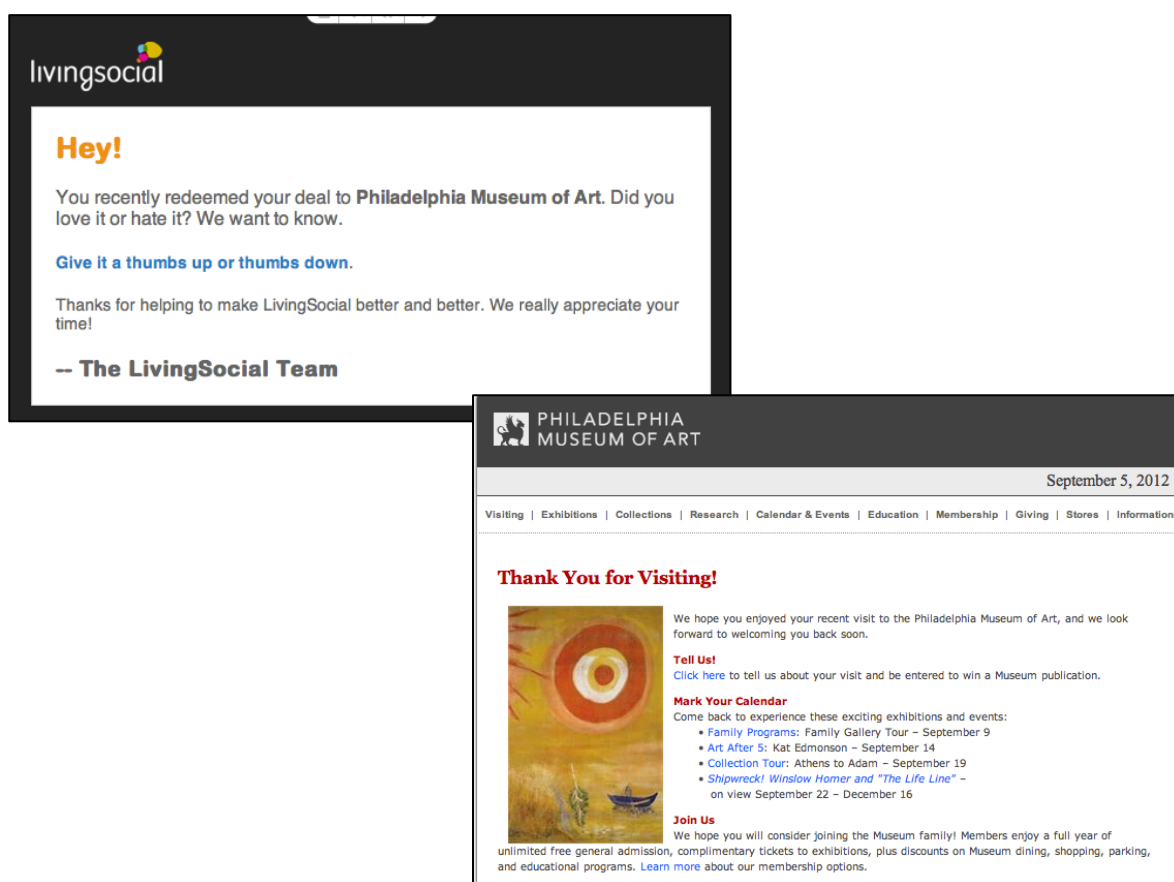 livingsocial
Hey!
You recently redeemed your deal to Philadelphia Museum of Art. Did you
love it or hate it? We want to know.
Give it a thumbs up or thumbs down.
Thanks for helping to make LivingSocial better and better. We really appreciate your
time!
-- The LivingSocial Team
PHILADELPHIA
MUSEUM OF ART
September 5, 2012
Visiting | Exhibitions | Collections | Research | Calendar & Events | Education | Membership | Giving | Stores | Information
Thank You for Visiting!
We hope you enjoyed your recent visit to the Philadelphia Museum of Art, and we look
forward to welcoming you back soon.
Tell Us!
Click here to tell us about your visit and be entered to win a Museum publication.
Mark Your Calendar
Come back to experience these exciting exhibitions and events:
• Family Programs: Family Gallery Tour – September 9
• Art After 5: Kat Edmonson – September 14
• Collection Tour: Athens to Adam – September 19
• Shipwreck! Winslow Homer and "The Life Line" –
on view September 22 – December 16
Join Us
We hope you will consider joining the Museum family! Members enjoy a full year of
unlimited free general admission, complimentary tickets to exhibitions, plus discounts on Museum dining, shopping, parking,
and educational programs. Learn more about our membership options.